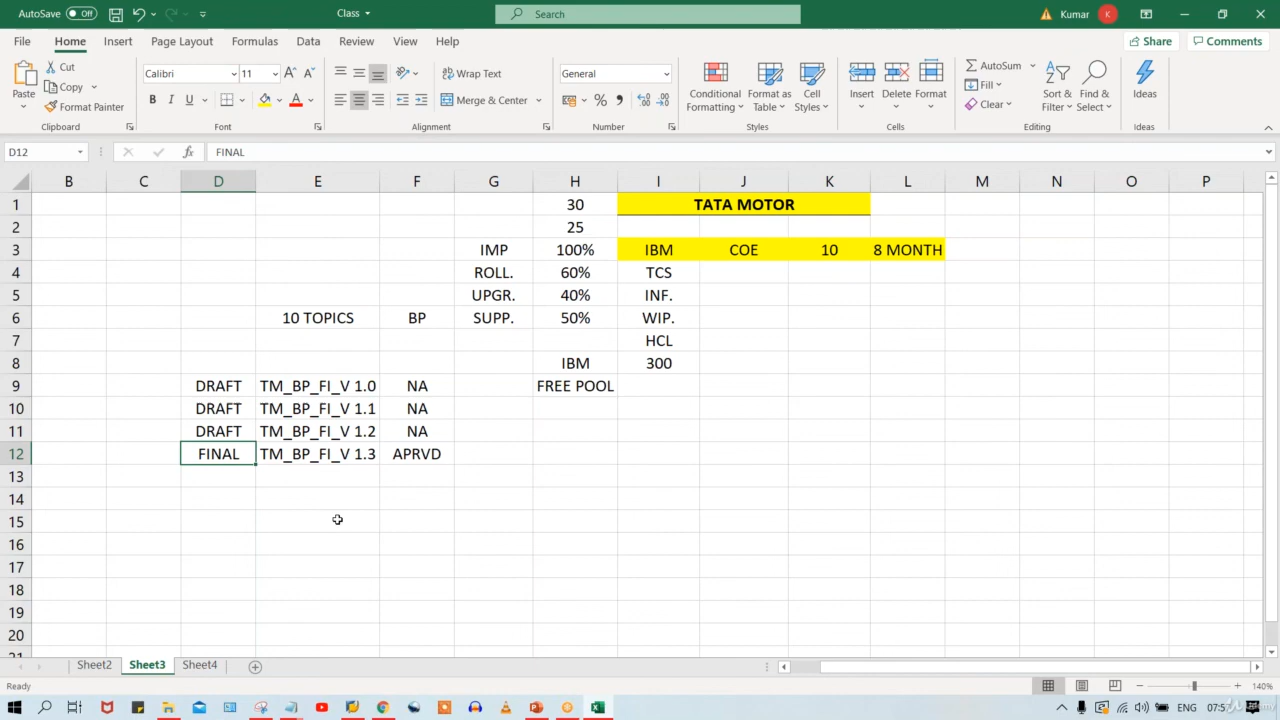 AutoSave Off Class Search Kumar K
File Home Insert Page Layout Formulas Data Review View Help Share Comments
Paste Cut Copy Format Painter Clipboard
Calibri 11 B I U A Font
Wrap Text Merge & Center Alignment
General % Number
Conditional Formatting Format as Table Cell Styles Styles
Insert Delete Format Cells
AutoSum Fill Clear Sort & Filter Find & Select Editing
Ideas Ideas
D12 fx FINAL
B C D E F G H I J K L M N O P
1 30 TATA MOTOR
2 25
3 IMP 100% IBM COE 10 8 MONTH
4 ROLL. 60% TCS
5 UPGR. 40% INF.
6 10 TOPICS BP SUPP. 50% WIP.
7 HCL
8 IBM 300
9 DRAFT TM_BP_FI_V 1.0 NA FREE POOL
10 DRAFT TM_BP_FI_V 1.1 NA
11 DRAFT TM_BP_FI_V 1.2 NA
12 FINAL TM_BP_FI_V 1.3 APRVD
13
14
15
16
17
18
19
20
21
Sheet2 Sheet3 Sheet4
Ready 140%
ENG